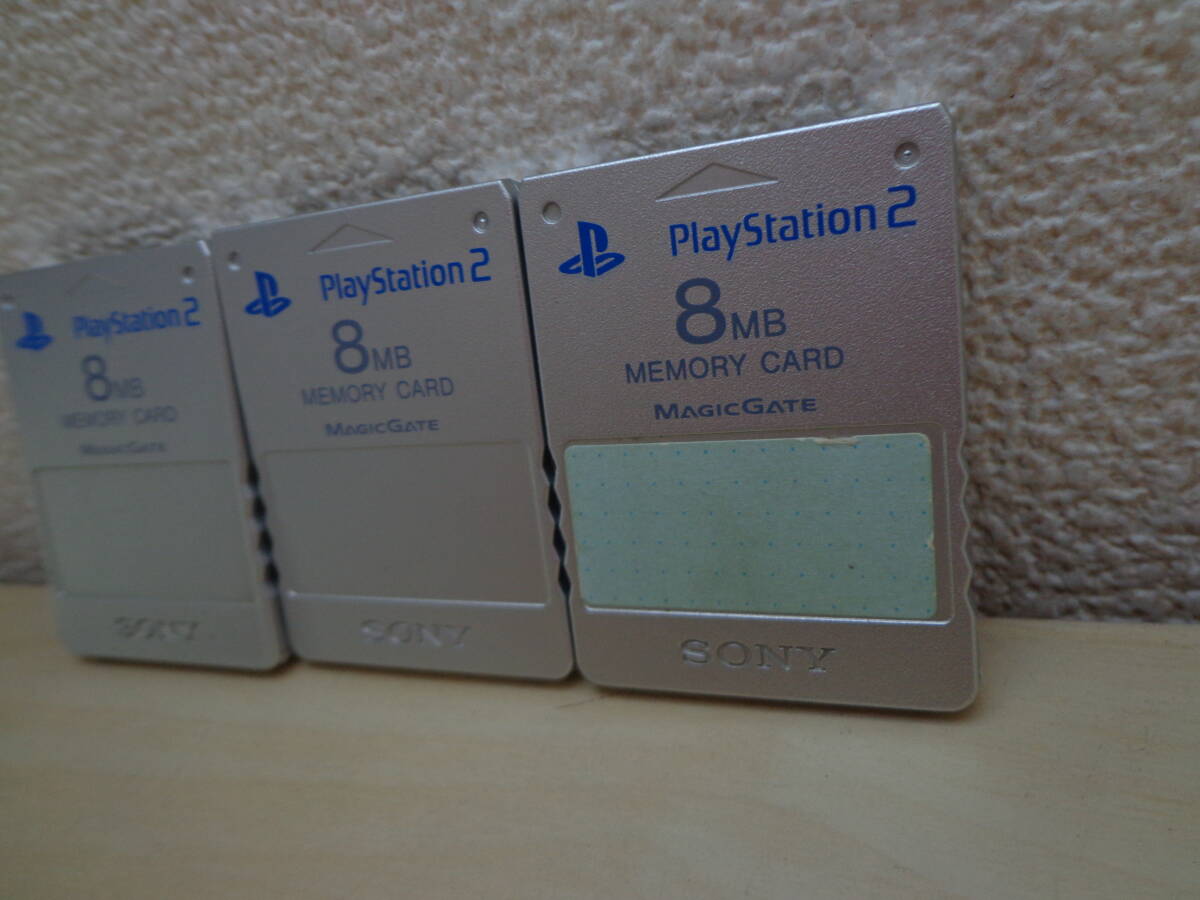 PlayStation 2
8MB
MEMORY CARD
MAGICGATE
SONY
PlayStation 2
8MB
MEMORY CARD
MAGICGATE
SONY
PlayStation 2
8MB
MEMORY CARD
MAGICGATE
SONY